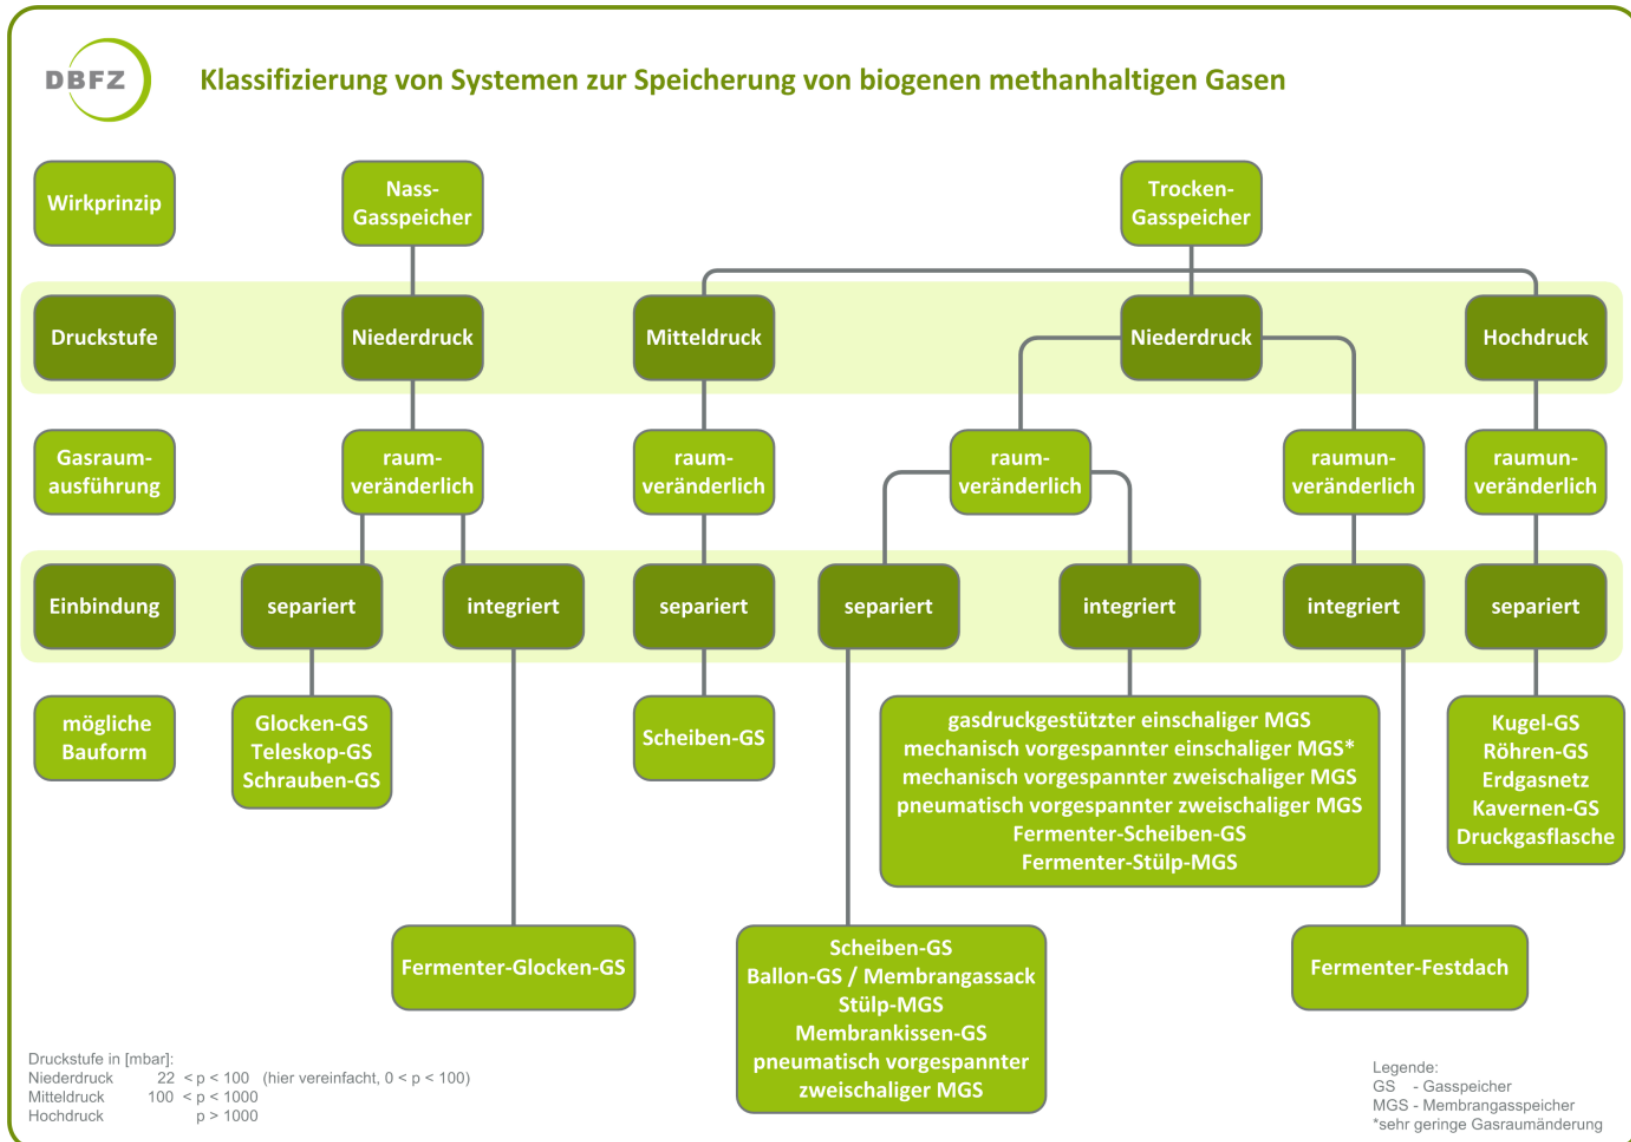 DBFZ
Klassifizierung von Systemen zur Speicherung von biogenen methanhaltigen Gasen
Wirkprinzip
Nass-
Gasspeicher
Trocken-
Gasspeicher
Druckstufe
Niederdruck
Mitteldruck
Niederdruck
Hochdruck
Gasraum-
ausführung
raum-
veränderlich
raum-
veränderlich
raum-
veränderlich
raumun-
veränderlich
raumun-
veränderlich
Einbindung
separiert
integriert
separiert
separiert
integriert
integriert
separiert
mögliche
Bauform
Glocken-GS
Teleskop-GS
Schrauben-GS
Scheiben-GS
gasdruckgestützter einschaliger MGS
mechanisch vorgespannter einschaliger MGS*
mechanisch vorgespannter zweischaliger MGS
pneumatisch vorgespannter zweischaliger MGS
Fermenter-Scheiben-GS
Fermenter-Stülp-MGS
Kugel-GS
Röhren-GS
Erdgasnetz
Kavernen-GS
Druckgasflasche
Fermenter-Glocken-GS
Scheiben-GS
Ballon-GS / Membrangassack
Stülp-MGS
Membrankissen-GS
pneumatisch vorgespannter
zweischaliger MGS
Fermenter-Festdach
Druckstufe in [mbar]:
Niederdruck 22 < p < 100 (hier vereinfacht, 0 < p < 100)
Mitteldruck 100 < p < 1000
Hochdruck p > 1000
Legende:
GS - Gasspeicher
MGS - Membrangasspeicher
*sehr geringe Gasraumänderung